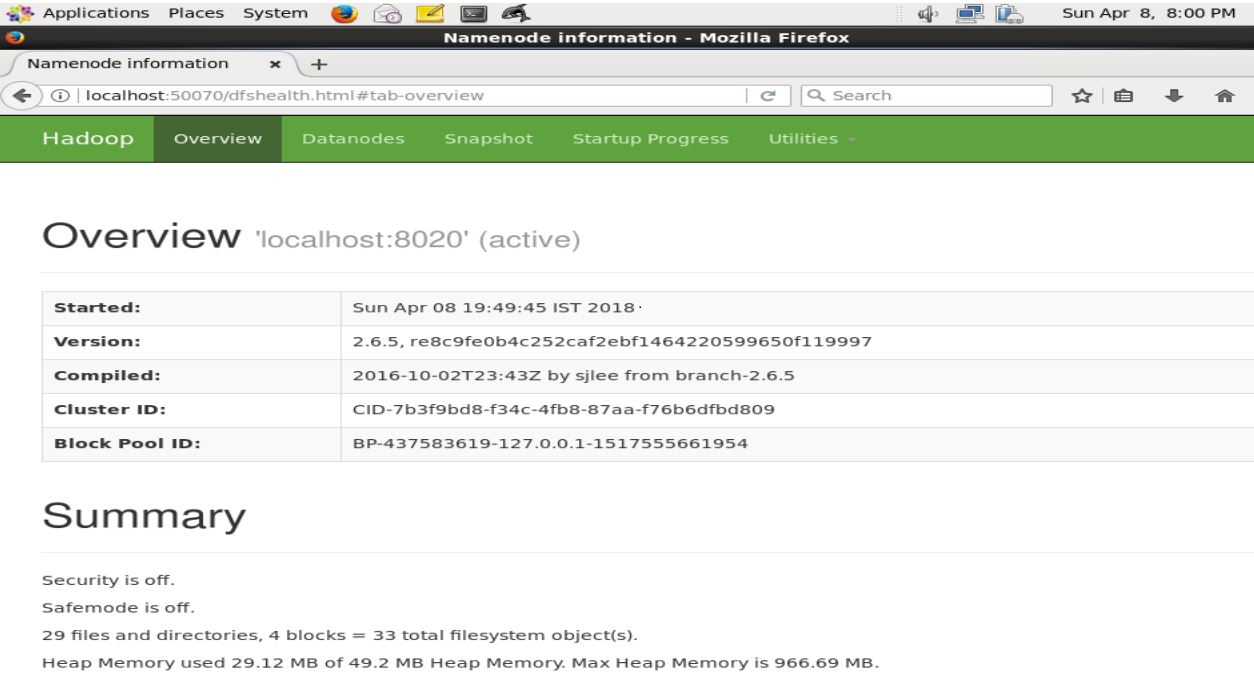 Applications Places System Sun Apr 8, 8:00 PM
Namenode information - Mozilla Firefox
Namenode information × +
localhost:50070/dfshealth.html#tab-overview Search
Hadoop Overview Datanodes Snapshot Startup Progress Utilities
Overview 'localhost:8020' (active)
Started: Sun Apr 08 19:49:45 IST 2018
Version: 2.6.5, re8c9fe0b4c252caf2ebf1464220599650f119997
Compiled: 2016-10-02T23:43Z by sjlee from branch-2.6.5
Cluster ID: CID-7b3f9bd8-f34c-4fb8-87aa-f76b6dfbd809
Block Pool ID: BP-437583619-127.0.0.1-1517555661954
Summary
Security is off.
Safemode is off.
29 files and directories, 4 blocks = 33 total filesystem object(s).
Heap Memory used 29.12 MB of 49.2 MB Heap Memory. Max Heap Memory is 966.69 MB.